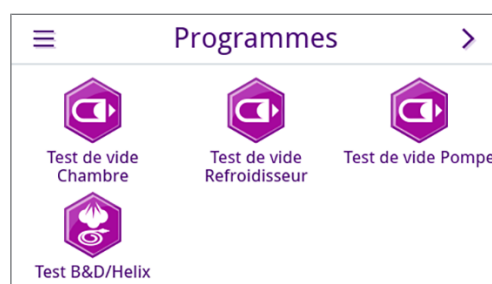 Programmes
Test de vide Test de vide Test de vide Pompe
Chambre Refroidisseur
Test B&D/Helix